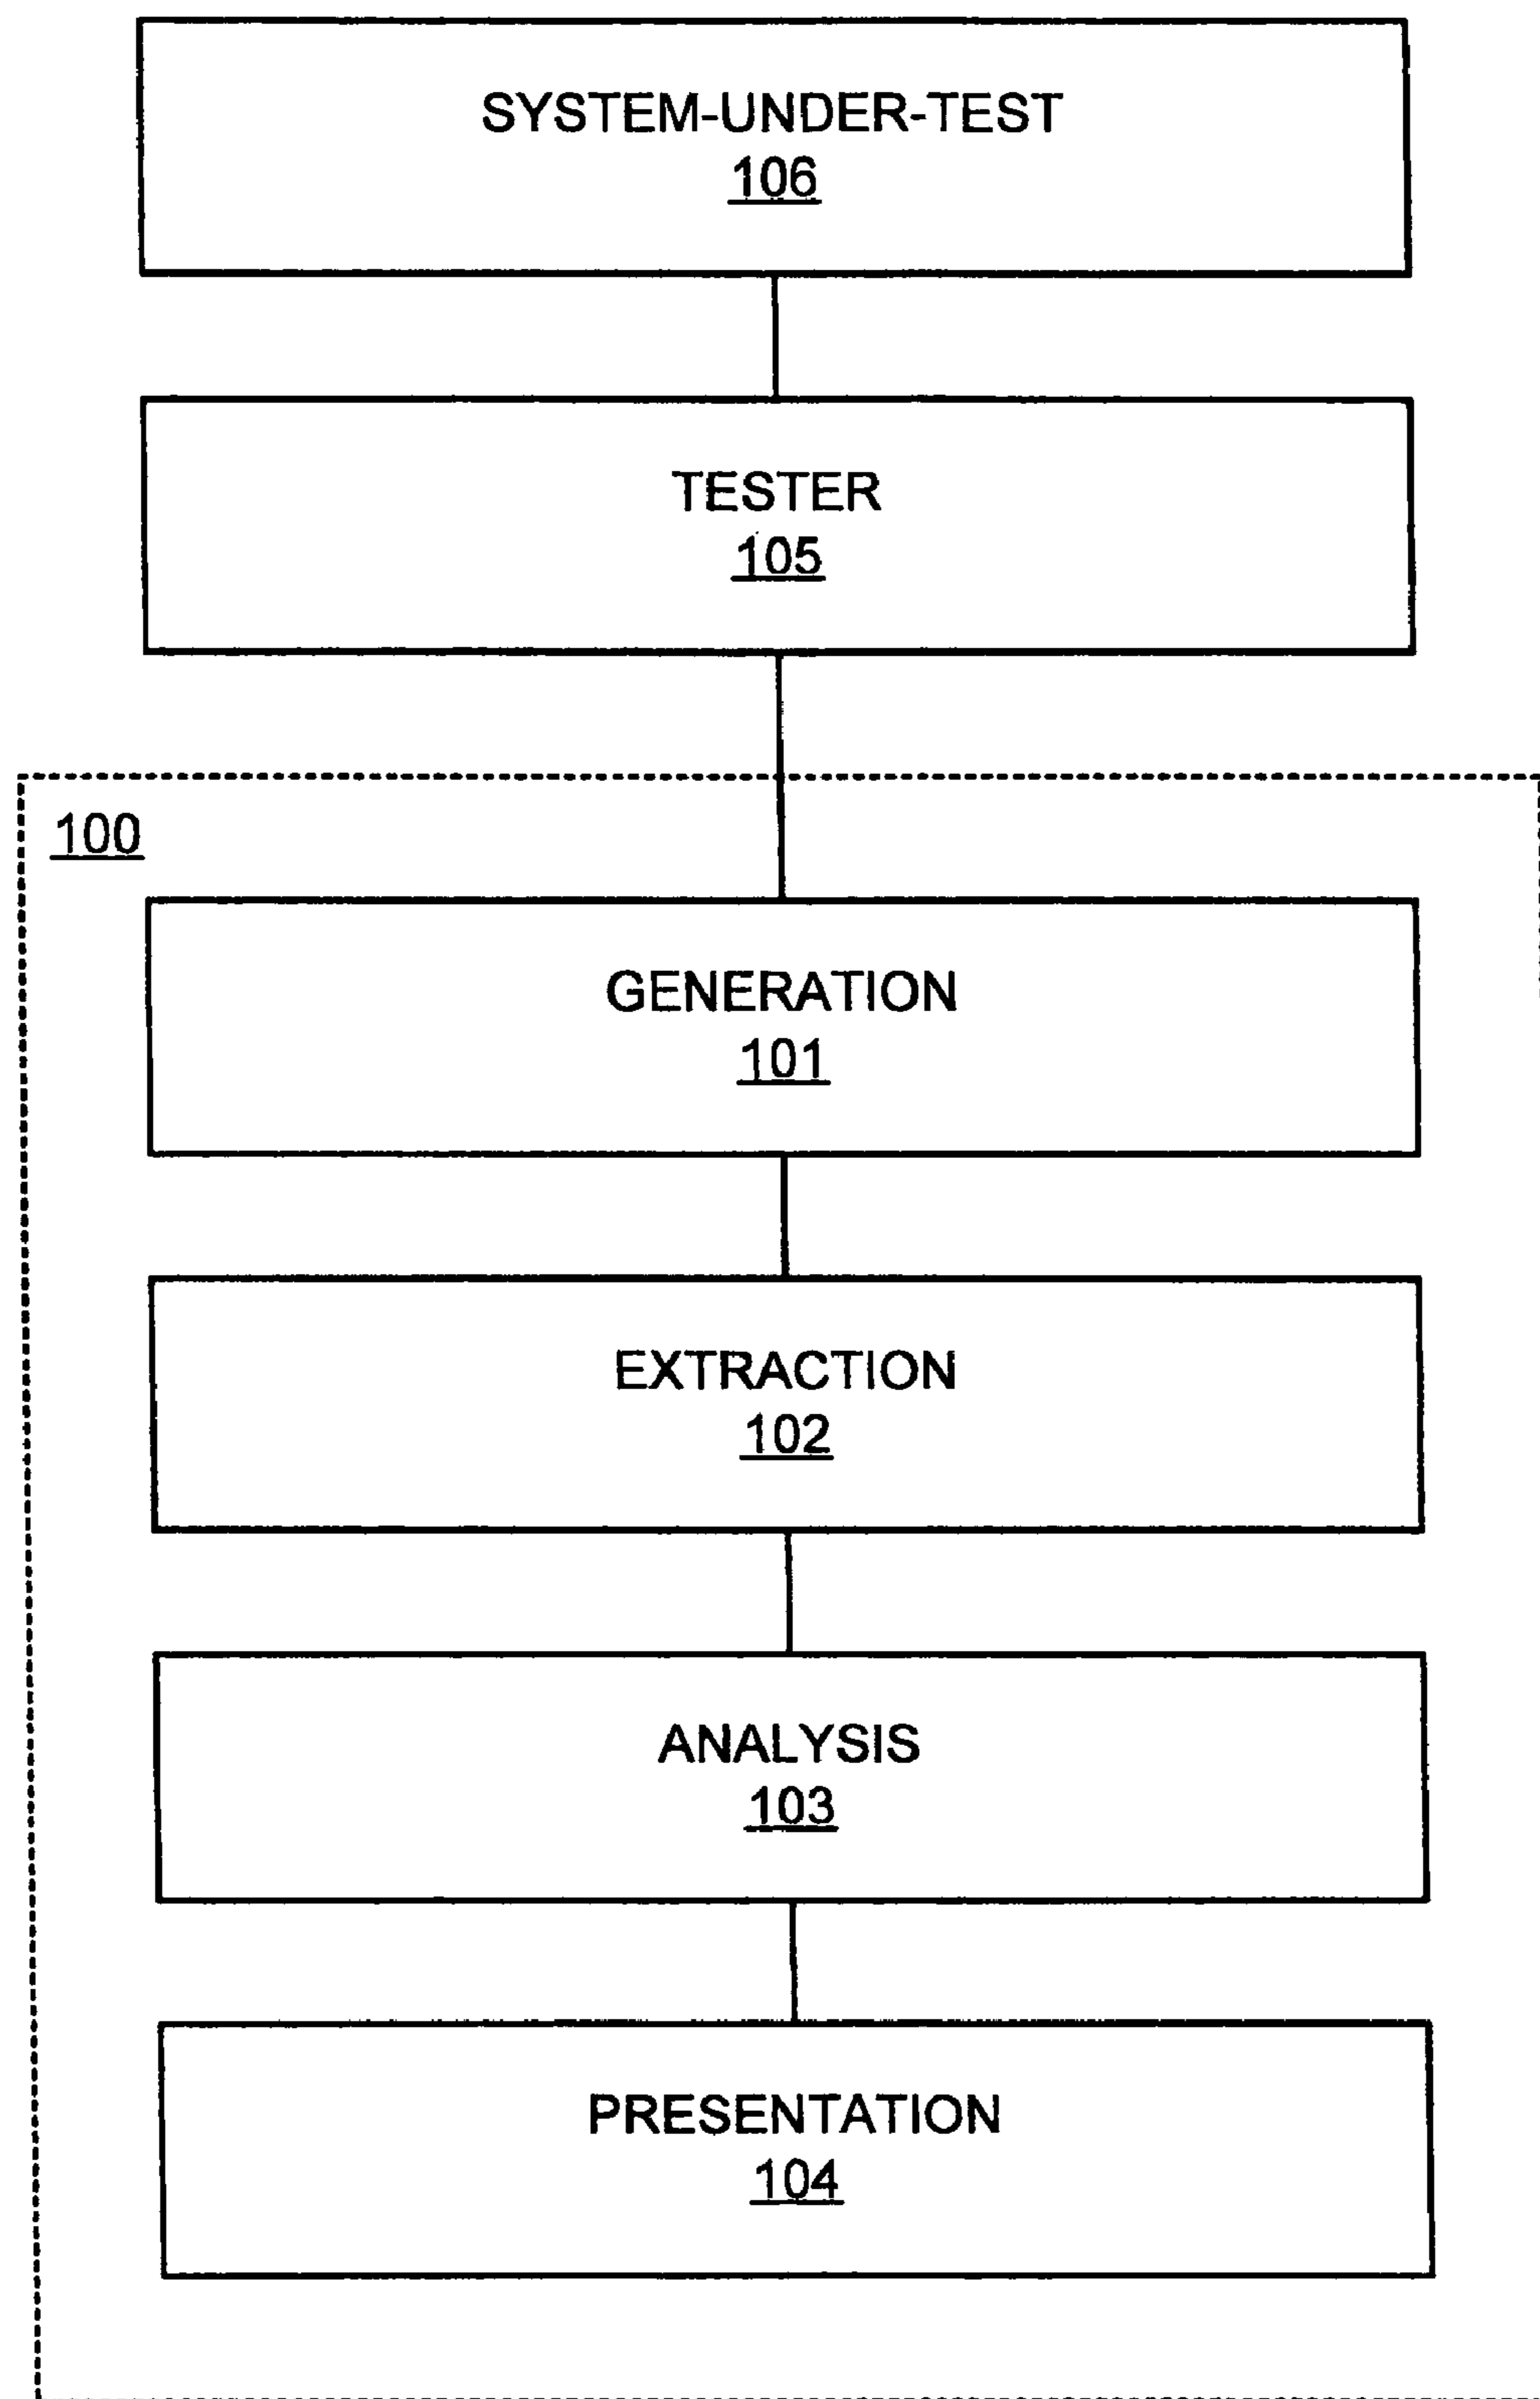 SYSTEM-UNDER-TEST
106
TESTER
105
100
GENERATION
101
EXTRACTION
102
ANALYSIS
103
PRESENTATION
104